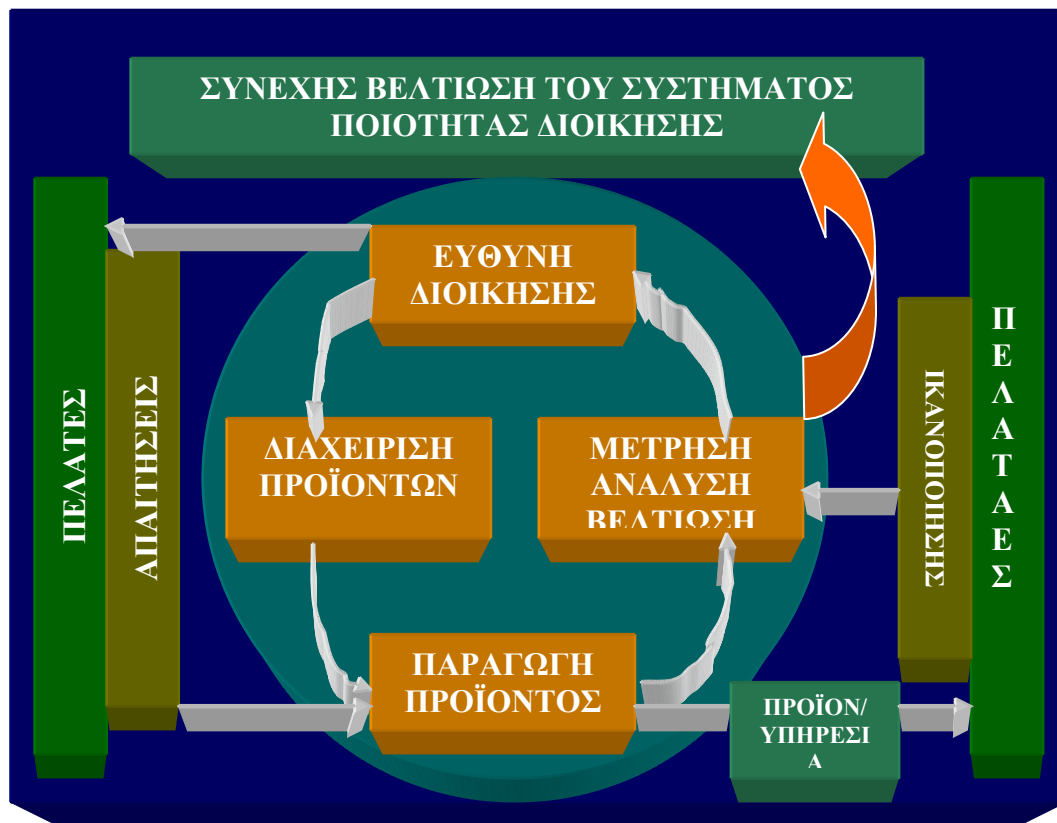 ΣΥΝΕΧΗΣ ΒΕΛΤΙΩΣΗ ΤΟΥ ΣΥΣΤΗΜΑΤΟΣ
ΠΟΙΟΤΗΤΑΣ ΔΙΟΙΚΗΣΗΣ
ΠΕΛΑΤΕΣ
ΑΠΑΙΤΗΣΕΙΣ
ΕΥΘΥΝΗ
ΔΙΟΙΚΗΣΗΣ
ΔΙΑΧΕΙΡΙΣΗ
ΠΡΟΪΟΝΤΩΝ
ΜΕΤΡΗΣΗ
ΑΝΑΛΥΣΗ
ΒΕΛΤΙΩΣΗ
ΠΑΡΑΓΩΓΗ
ΠΡΟΪΟΝΤΟΣ
ΠΡΟΪΟΝ/
ΥΠΗΡΕΣΙ
Α
ΙΚΑΝΟΠΟΙΗΣΗΣ
Π
Ε
Λ
Α
Τ
Α
Ε
Σ